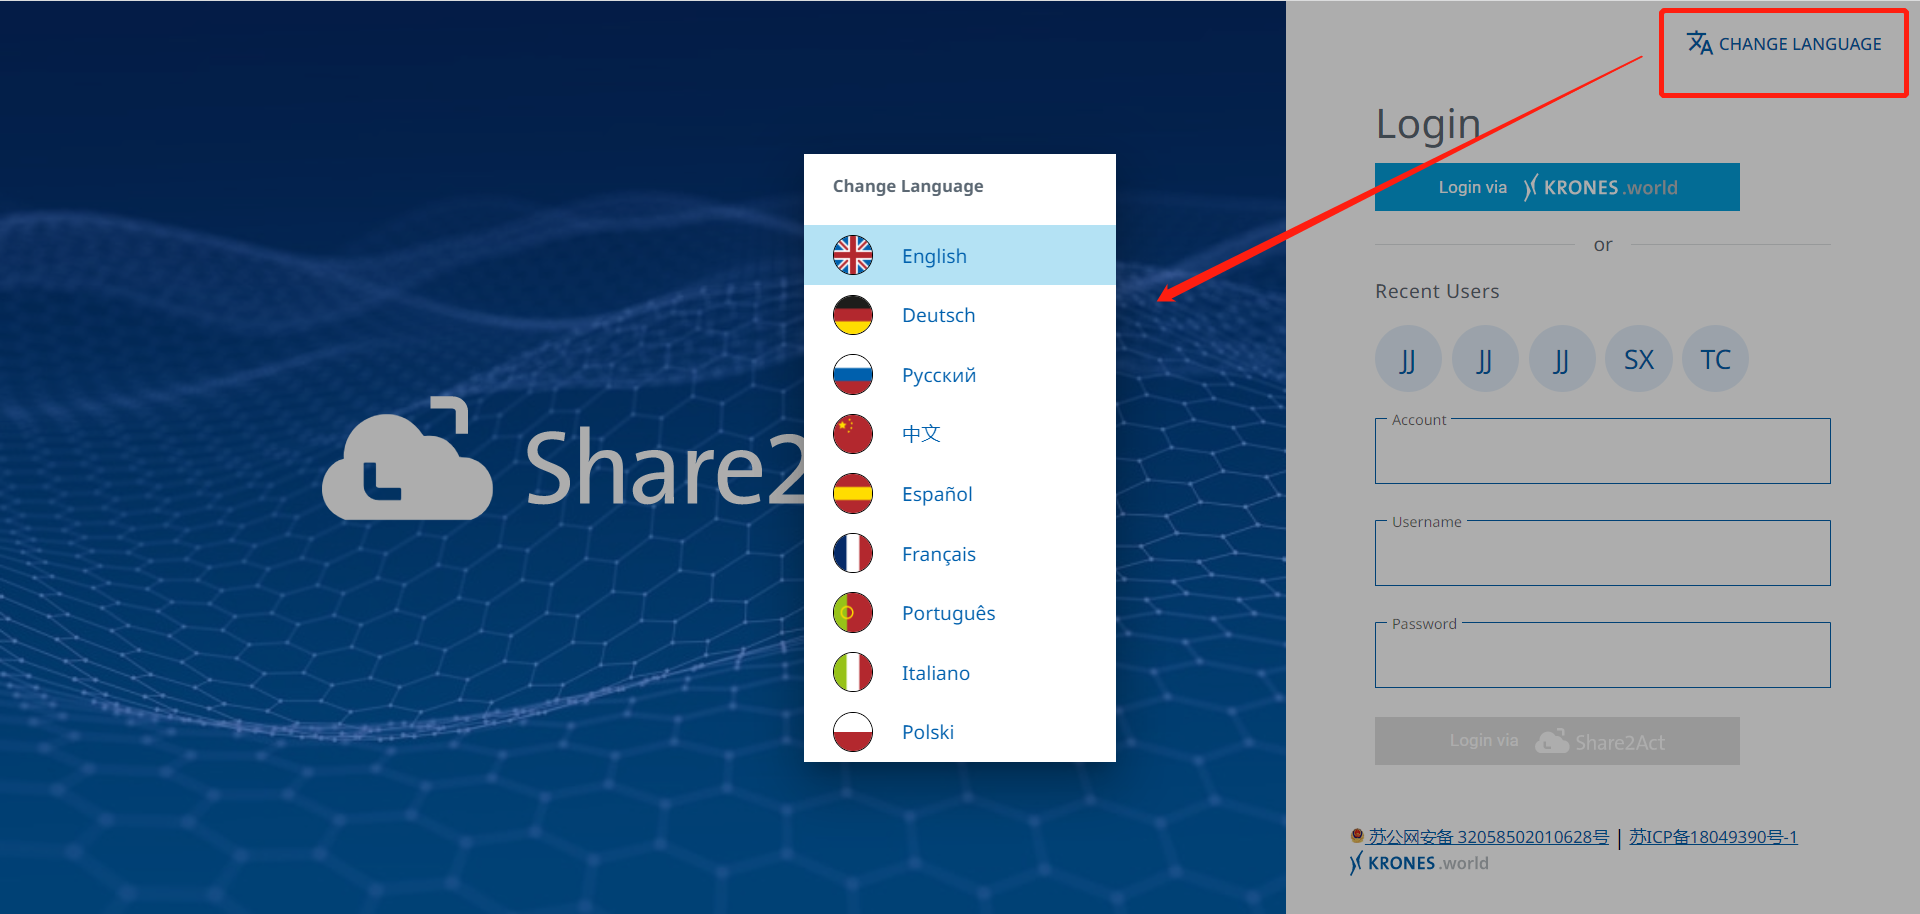 CHANGE LANGUAGE
Login
Login via KRONES.world
or
Recent Users
JJ JJ JJ SX TC
Account
Username
Password
Login via Share2Act
苏公网安备 32058502010628号 | 苏ICP备18049390号-1
KRONES.world
Share2
Change Language
English
Deutsch
Русский
中文
Español
Français
Português
Italiano
Polski